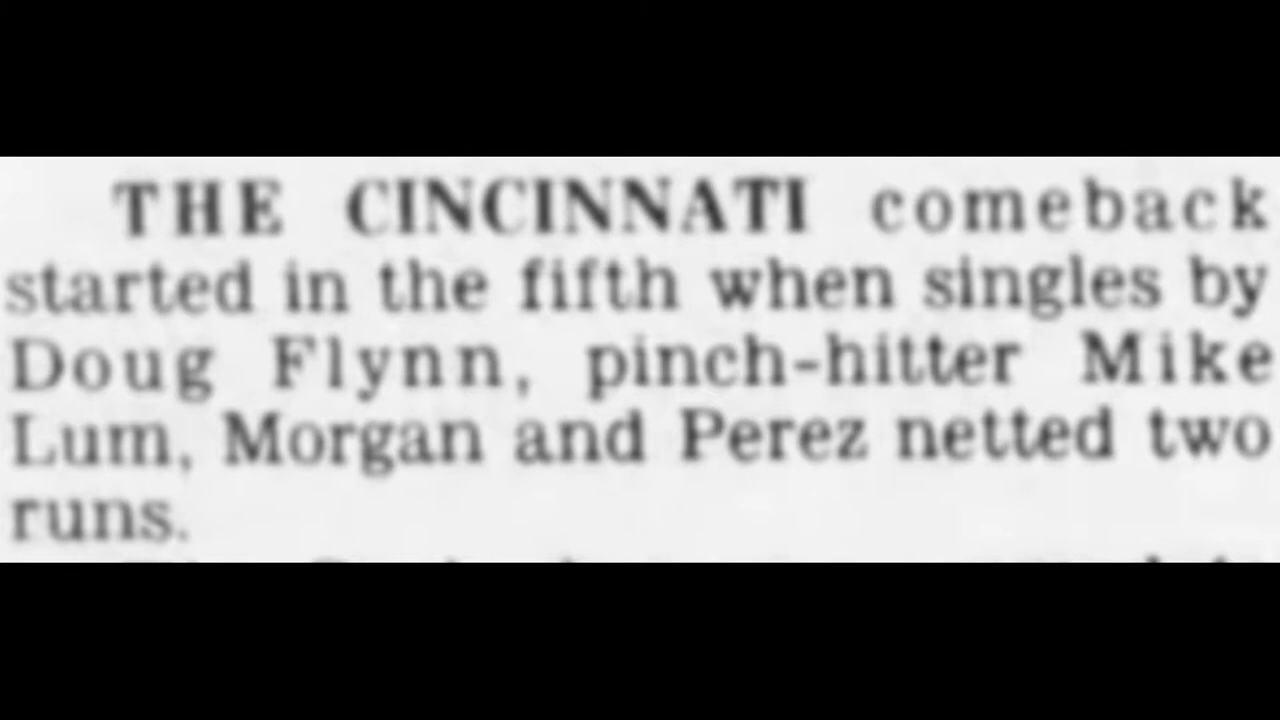 THE CINCINNATI comeback
started in the fifth when singles by
Doug Flynn, pinch-hitter Mike
Lum, Morgan and Perez netted two
runs.